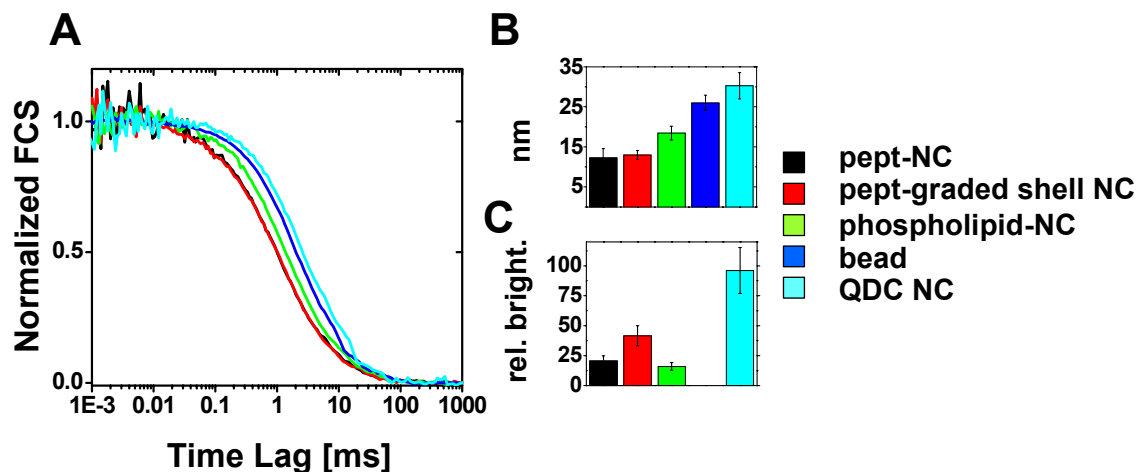 A
Normalized FCS
1.0
0.5
0.0
1E-3 0.01 0.1 1 10 100 1000
Time Lag [ms]
B
nm
35
25
15
5
C
rel. bright.
100
75
50
25
0
pept-NC
pept-graded shell NC
phospholipid-NC
bead
QDC NC